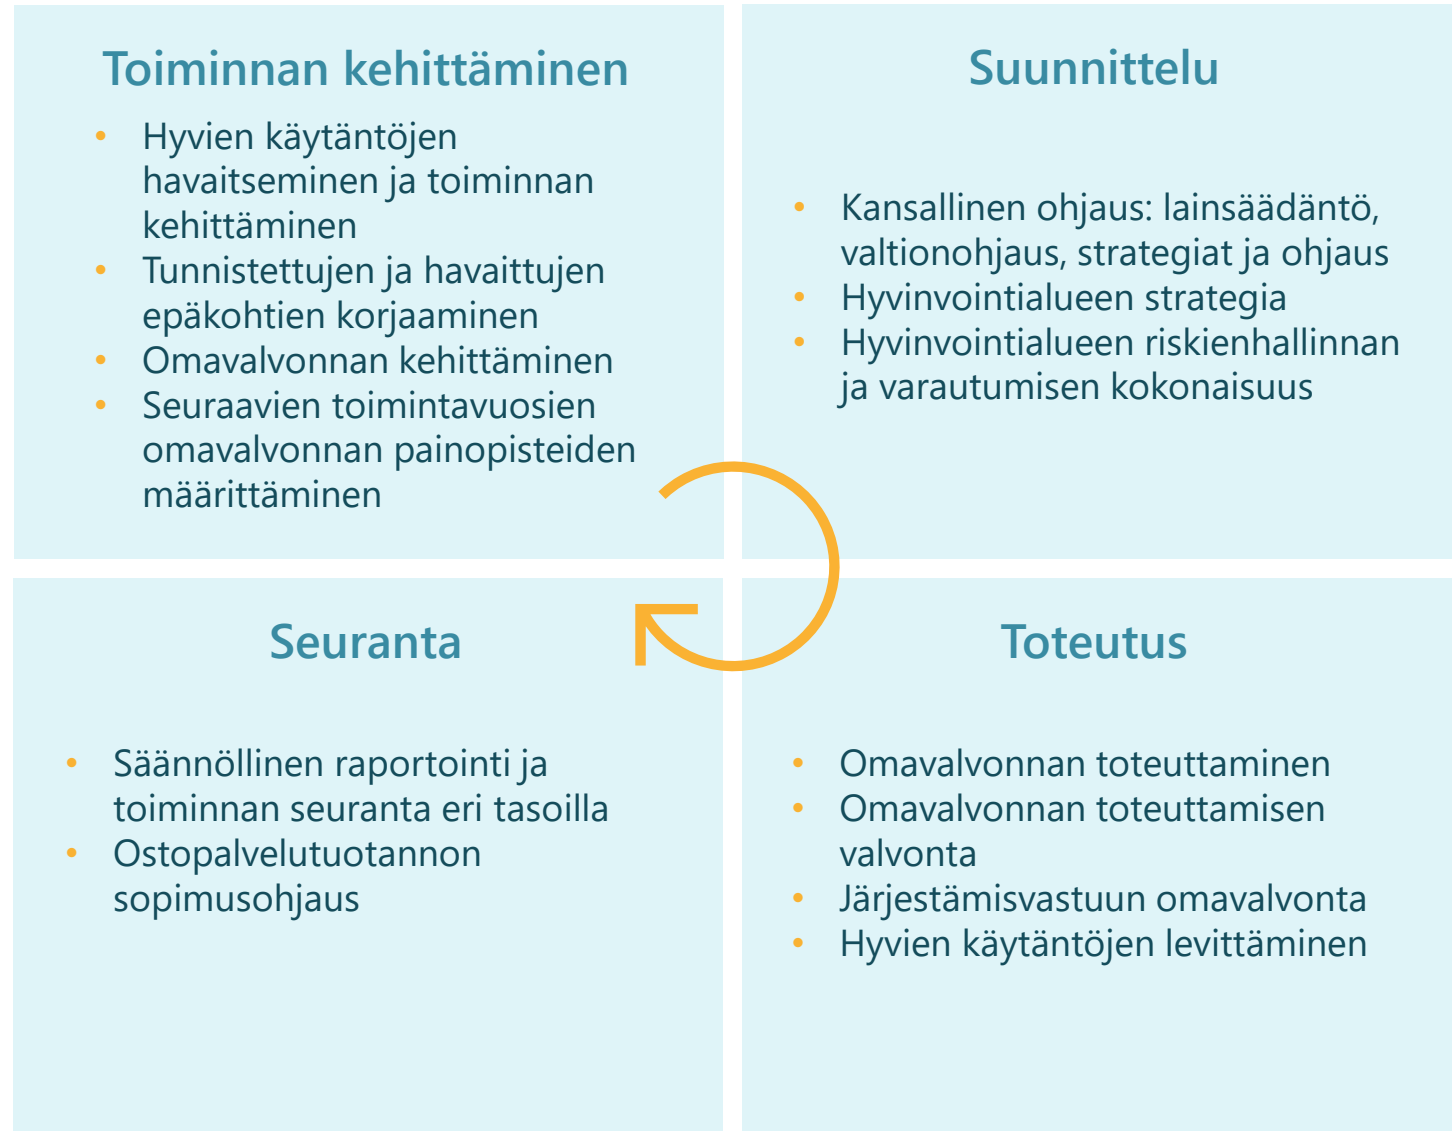 Toiminnan kehittäminen
• Hyvien käytäntöjen
havaitseminen ja toiminnan
kehittäminen
• Tunnistettujen ja havaittujen
epäkohtien korjaaminen
• Omavalvonnan kehittäminen
• Seuraavien toimintavuosien
omavalvonnan painopisteiden
määrittäminen
Suunnittelu
• Kansallinen ohjaus: lainsäädäntö,
valtionohjaus, strategiat ja ohjaus
• Hyvinvointialueen strategia
• Hyvinvointialueen riskienhallinnan
ja varautumisen kokonaisuus
Seuranta
• Säännöllinen raportointi ja
toiminnan seuranta eri tasoilla
• Ostopalvelutuotannon
sopimusohjaus
Toteutus
• Omavalvonnan toteuttaminen
• Omavalvonnan toteuttamisen
valvonta
• Järjestämisvastuun omavalvonta
• Hyvien käytäntöjen levittäminen